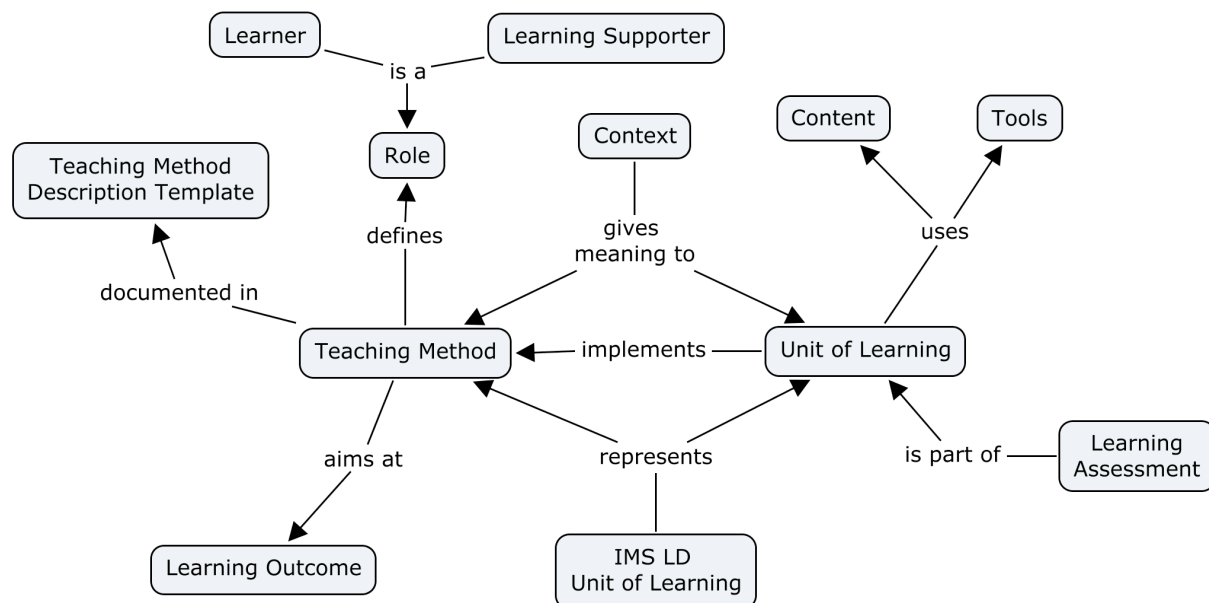 Learner
Learning Supporter
is a
Content
Tools
Context
Role
Teaching Method
Description Template
defines
gives
meaning to
uses
documented in
Teaching Method
implements
Unit of Learning
aims at
represents
is part of
Learning
Assessment
Learning Outcome
IMS LD
Unit of Learning